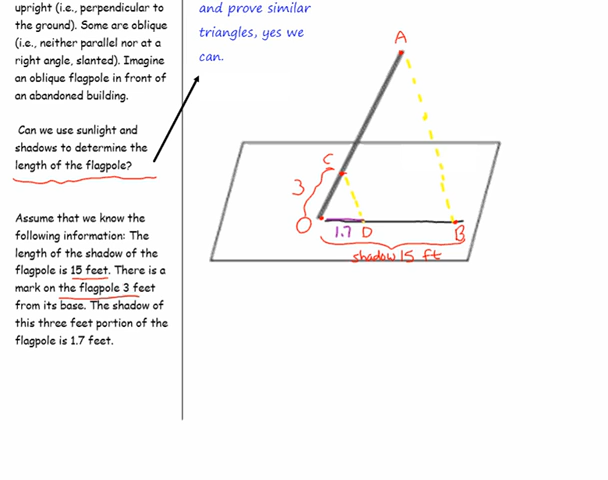 upright (i.e., perpendicular to
the ground). Some are oblique
(i.e., neither parallel nor at a
right angle, slanted). Imagine
an oblique flagpole in front of
an abandoned building.
Can we use sunlight and
shadows to determine the
length of the flagpole?
Assume that we know the
following information: The
length of the shadow of the
flagpole is 15 feet. There is a
mark on the flagpole 3 feet
from its base. The shadow of
this three feet portion of the
flagpole is 1.7 feet.
and prove similar
triangles, yes we
can.
A
C
3
O
1.7 D
B
shadow 15 ft